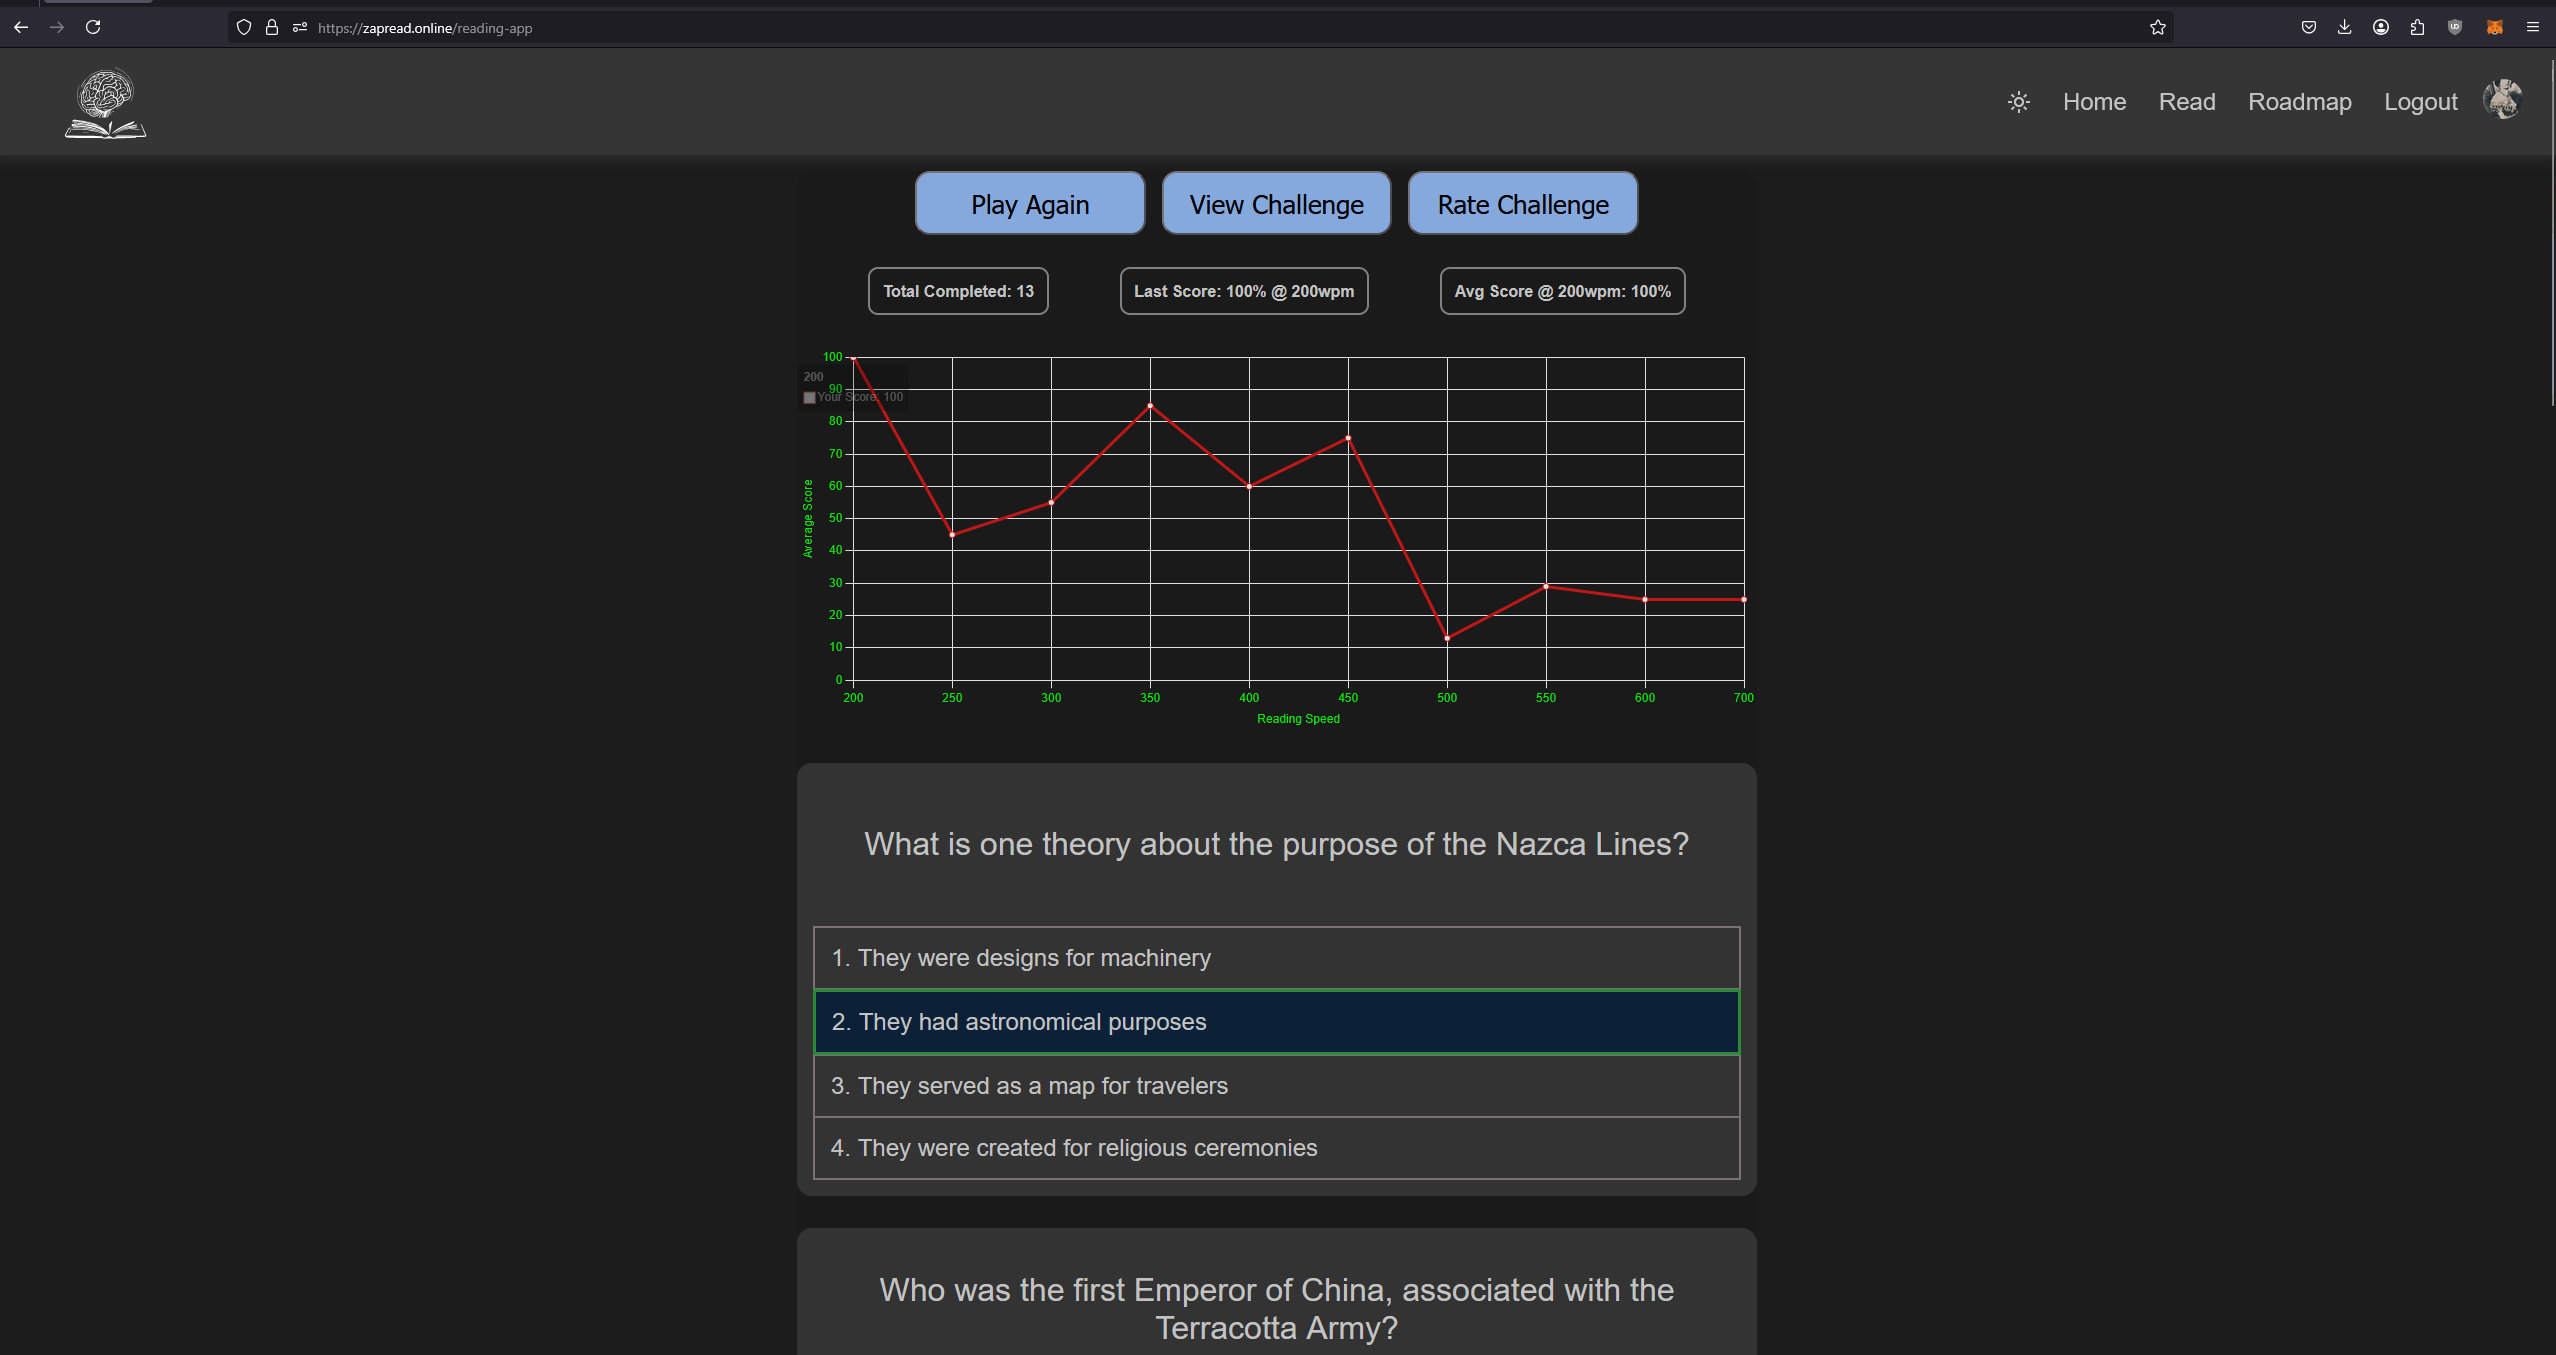 https://zapread.online/reading-app
Home Read Roadmap Logout
Play Again View Challenge Rate Challenge
Total Completed: 13 Last Score: 100% @ 200wpm Avg Score @ 200wpm: 100%
100
200
90
Your Score: 100
80
70
60
50
40
30
20
10
0
Average Score
200 250 300 350 400 450 500 550 600 700
Reading Speed
What is one theory about the purpose of the Nazca Lines?
1. They were designs for machinery
2. They had astronomical purposes
3. They served as a map for travelers
4. They were created for religious ceremonies
Who was the first Emperor of China, associated with the
Terracotta Army?